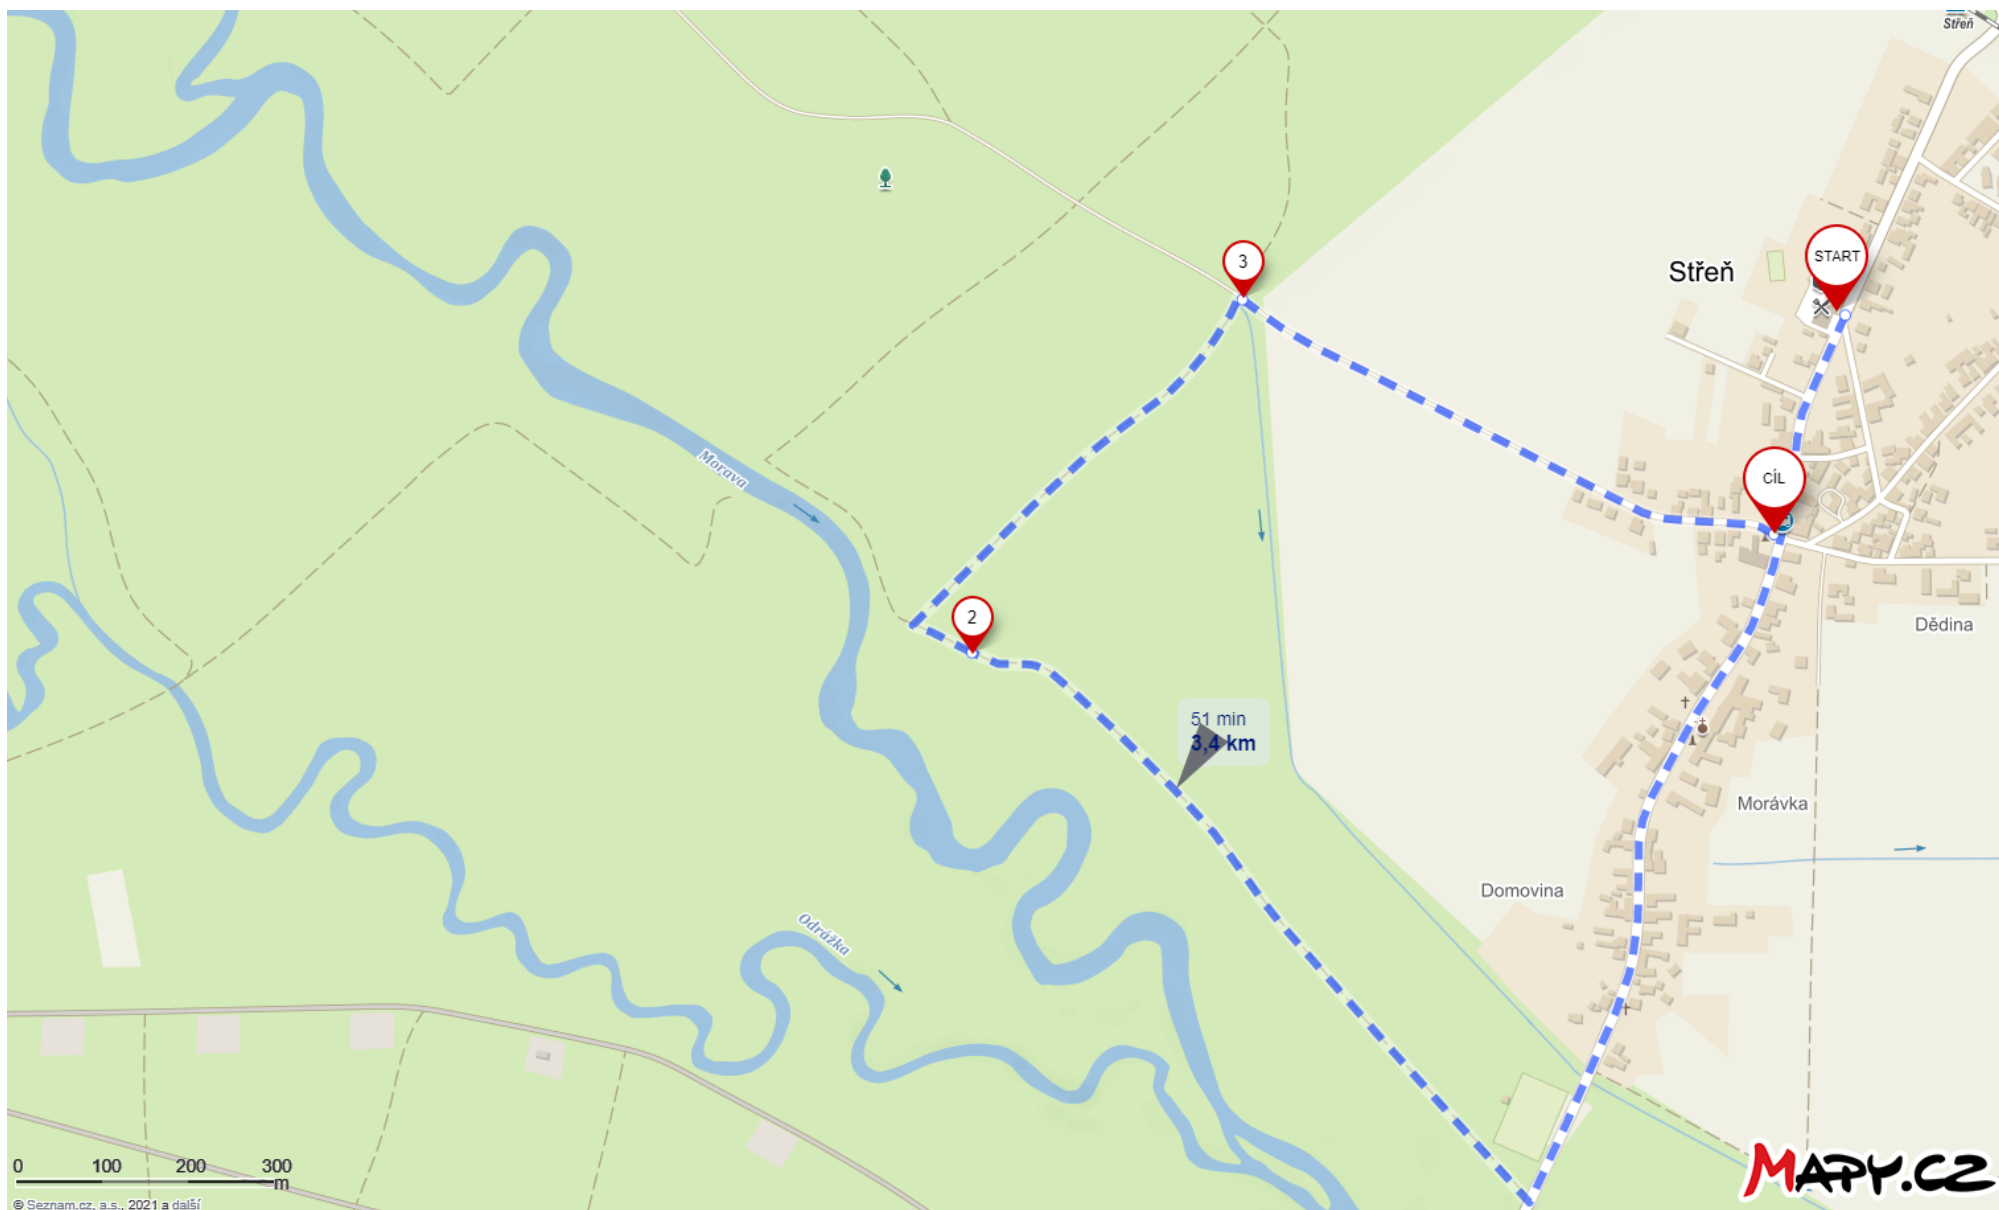 Střeň
3
START
Střeň
Morava
CÍL
2
Dědina
51 min
3,4 km
Morávka
Domovina
Odrážka
0 100 200 300
m
MAPY.CZ
© Seznam.cz, a.s., 2021 a další